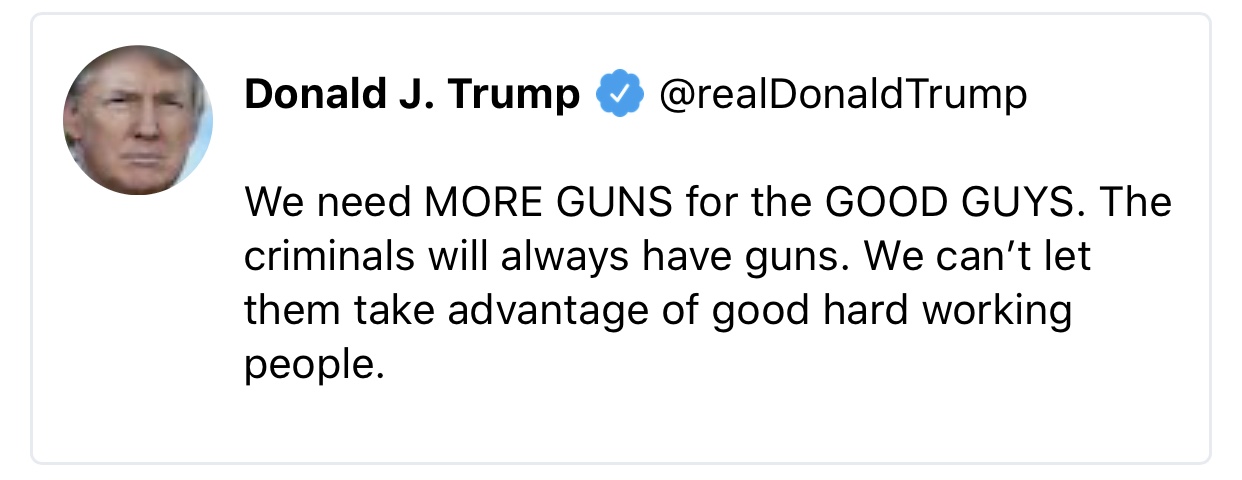 Donald J. Trump @realDonaldTrump
We need MORE GUNS for the GOOD GUYS. The
criminals will always have guns. We can’t let
them take advantage of good hard working
people.